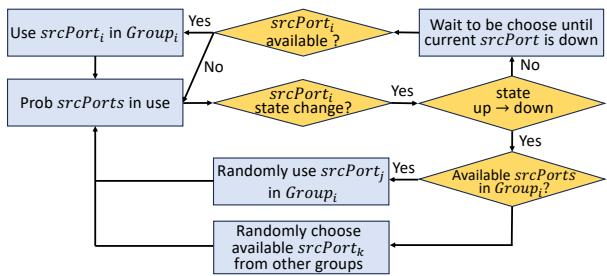 Use srcPort_i in Group_i
Yes
srcPort_i
available ?
Wait to be choose until
current srcPort is down
No
No
Prob srcPorts in use
srcPort_i
state change?
Yes
state
up → down
Yes
Randomly use srcPort_j
in Group_i
Yes
Available srcPorts
in Group_i?
Randomly choose
available srcPort_k
from other groups